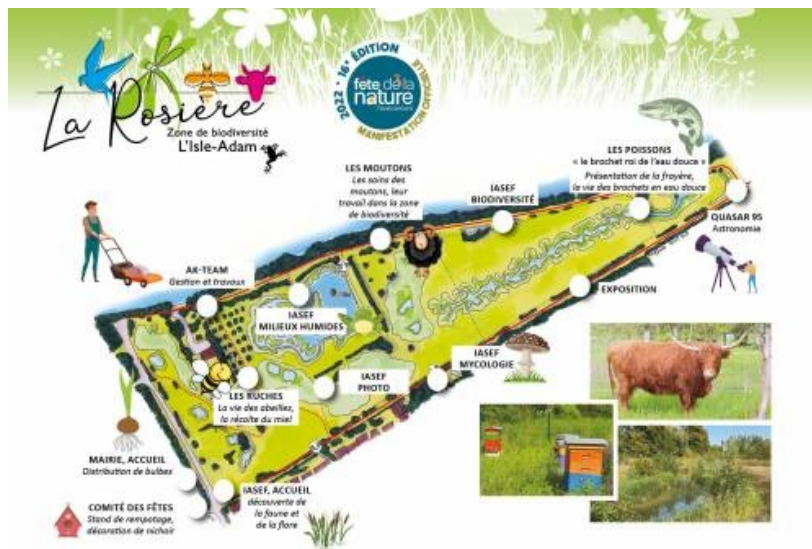 La Rosière
Zone de biodiversité
L'Isle-Adam
2022 • 16e ÉDITION
fete de la
nature
MANIFESTATION OFFICIELLE
LES MOUTONS
Les soins des
moutons, leur
travail dans la zone
de biodiversité
IASEF
BIODIVERSITÉ
LES POISSONS
« le brochet roi de l'eau douce »
Présentation de la frayère,
la vie des brochets en eau douce
QUASAR 95
Astronomie
AK-TEAM
Gestion et travaux
IASEF
MILIEUX HUMIDES
EXPOSITION
IASEF
MYCOLOGIE
IASEF
PHOTO
LES RUCHES
La vie des abeilles,
la récolte du miel
MAIRIE, ACCUEIL
Distribution de bulbes
IASEF, ACCUEIL
découverte de
la faune et
de la flore
COMITÉ DES FÊTES
Stand de rempotage,
décoration de nichoir